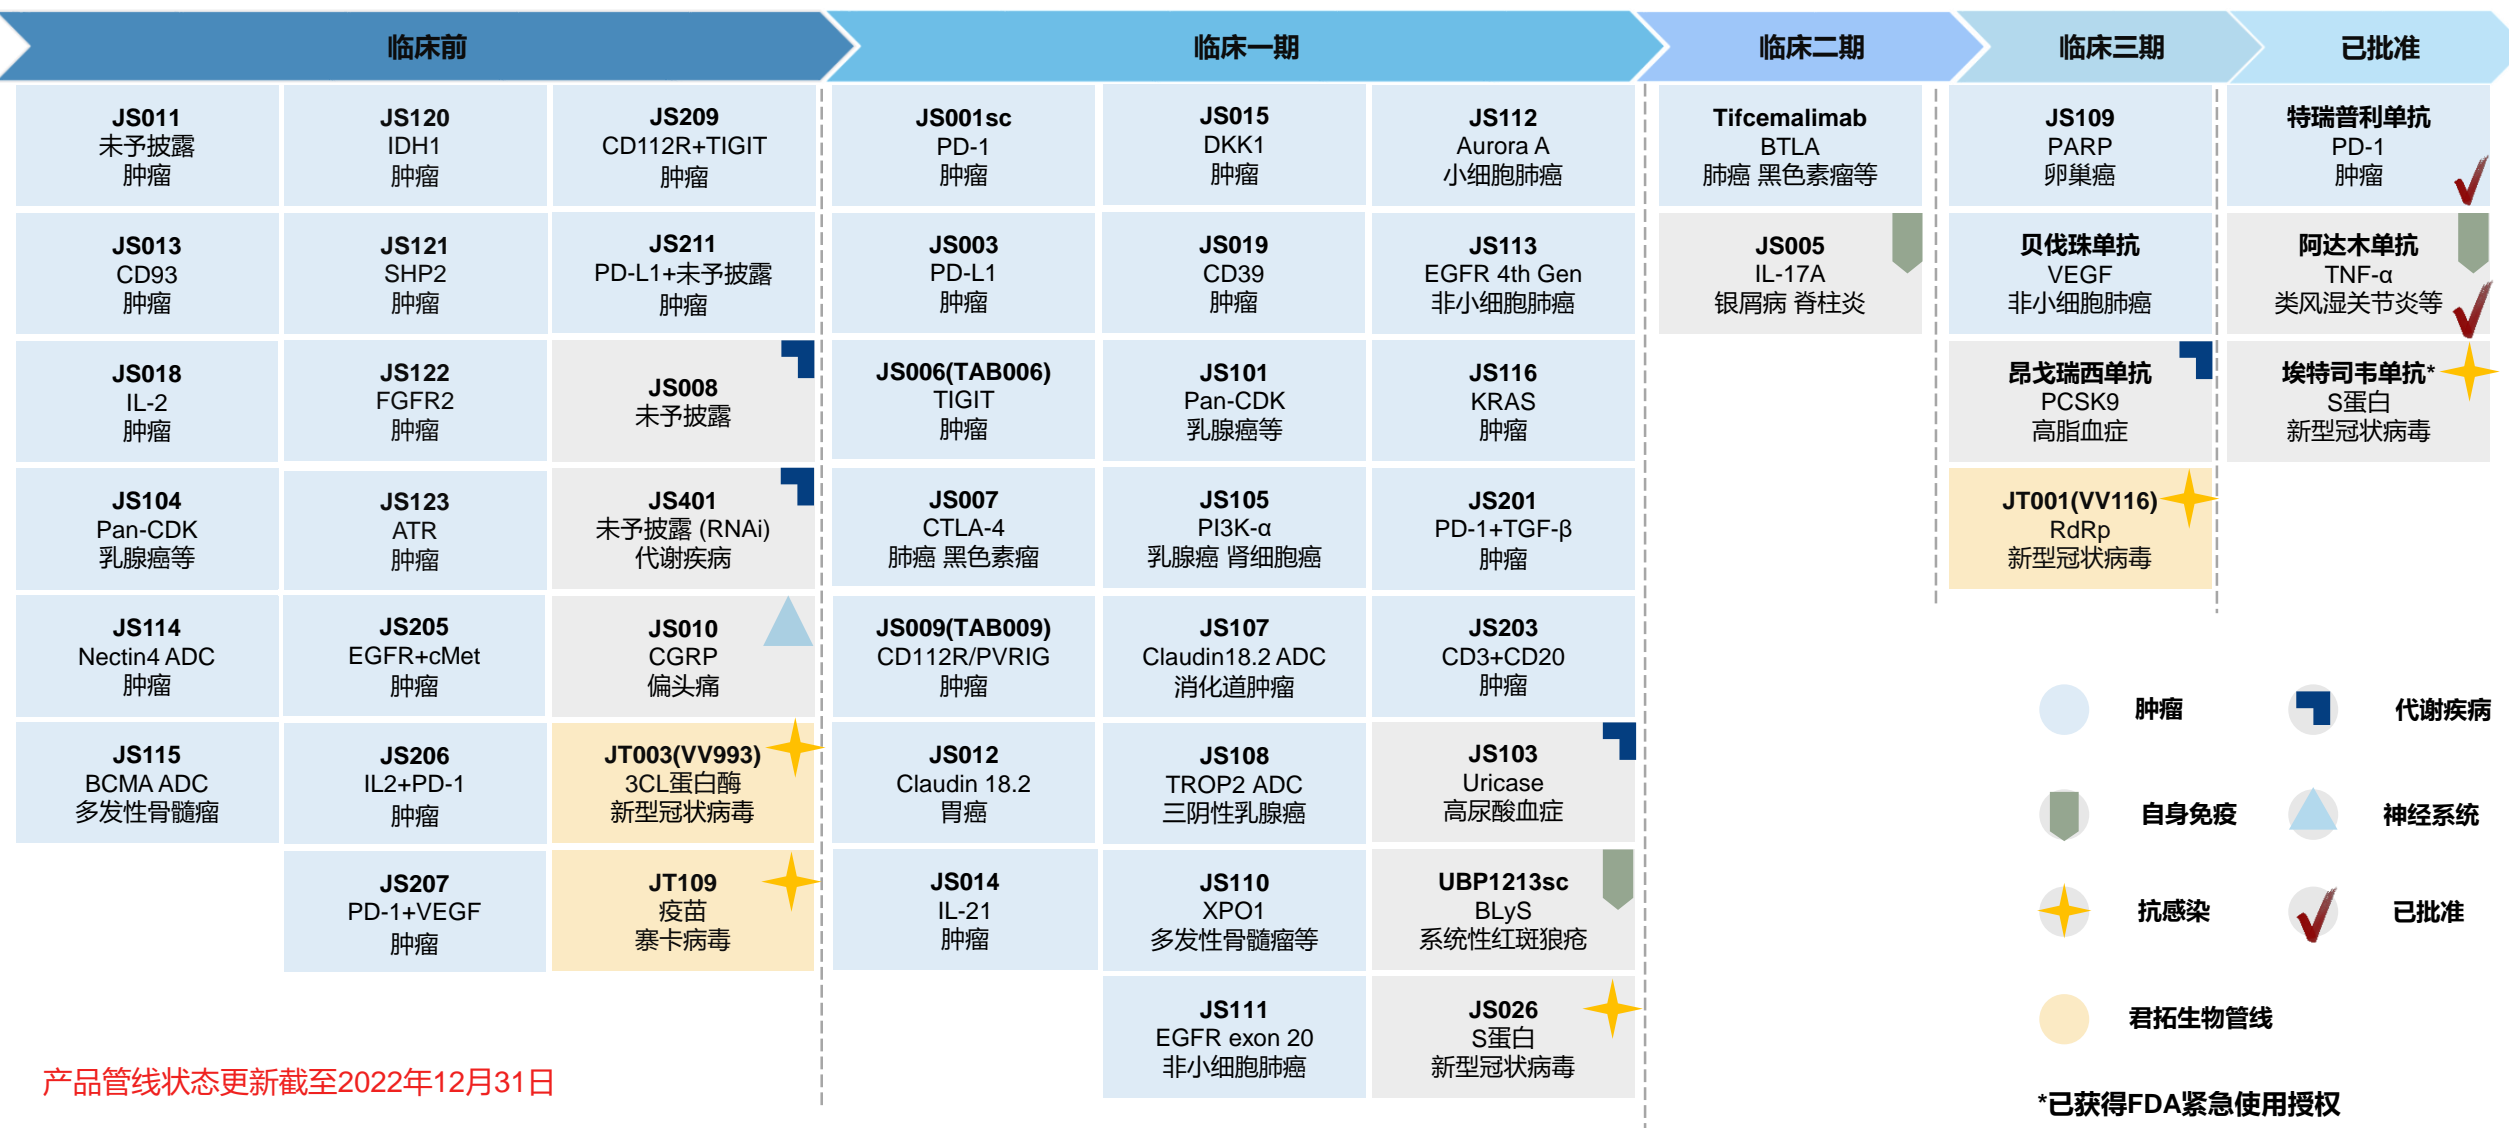 临床前
临床一期
临床二期
临床三期
已批准
JS011
未予披露
肿瘤
JS013
CD93
肿瘤
JS018
IL-2
肿瘤
JS104
Pan-CDK
乳腺癌等
JS114
Nectin4 ADC
肿瘤
JS115
BCMA ADC
多发性骨髓瘤
JS120
IDH1
肿瘤
JS121
SHP2
肿瘤
JS122
FGFR2
肿瘤
JS123
ATR
肿瘤
JS205
EGFR+cMet
肿瘤
JS206
IL2+PD-1
肿瘤
JS207
PD-1+VEGF
肿瘤
JS209
CD112R+TIGIT
肿瘤
JS211
PD-L1+未予披露
肿瘤
JS008
未予披露
JS401
未予披露 (RNAi)
代谢疾病
JS010
CGRP
偏头痛
JT003(VV993)
3CL蛋白酶
新型冠状病毒
JT109
疫苗
寨卡病毒
JS001sc
PD-1
肿瘤
JS003
PD-L1
肿瘤
JS006(TAB006)
TIGIT
肿瘤
JS007
CTLA-4
肺癌 黑色素瘤
JS009(TAB009)
CD112R/PVRIG
肿瘤
JS012
Claudin 18.2
胃癌
JS014
IL-21
肿瘤
JS015
DKK1
肿瘤
JS019
CD39
肿瘤
JS101
Pan-CDK
乳腺癌等
JS105
PI3K-α
乳腺癌 肾细胞癌
JS107
Claudin18.2 ADC
消化道肿瘤
JS108
TROP2 ADC
三阴性乳腺癌
JS110
XPO1
多发性骨髓瘤等
JS111
EGFR exon 20
非小细胞肺癌
JS112
Aurora A
小细胞肺癌
JS113
EGFR 4th Gen
非小细胞肺癌
JS116
KRAS
肿瘤
JS201
PD-1+TGF-β
肿瘤
JS203
CD3+CD20
肿瘤
JS103
Uricase
高尿酸血症
UBP1213sc
BLyS
系统性红斑狼疮
JS026
S蛋白
新型冠状病毒
Tifcemalimab
BTLA
肺癌 黑色素瘤等
JS005
IL-17A
银屑病 脊柱炎
JS109
PARP
卵巢癌
贝伐珠单抗
VEGF
非小细胞肺癌
昂戈瑞西单抗
PCSK9
高脂血症
JT001(VV116)
RdRp
新型冠状病毒
特瑞普利单抗
PD-1
肿瘤
阿达木单抗
TNF-α
类风湿关节炎等
埃特司韦单抗*
S蛋白
新型冠状病毒
肿瘤
代谢疾病
自身免疫
神经系统
抗感染
已批准
君拓生物管线
*已获得FDA紧急使用授权
产品管线状态更新截至2022年12月31日